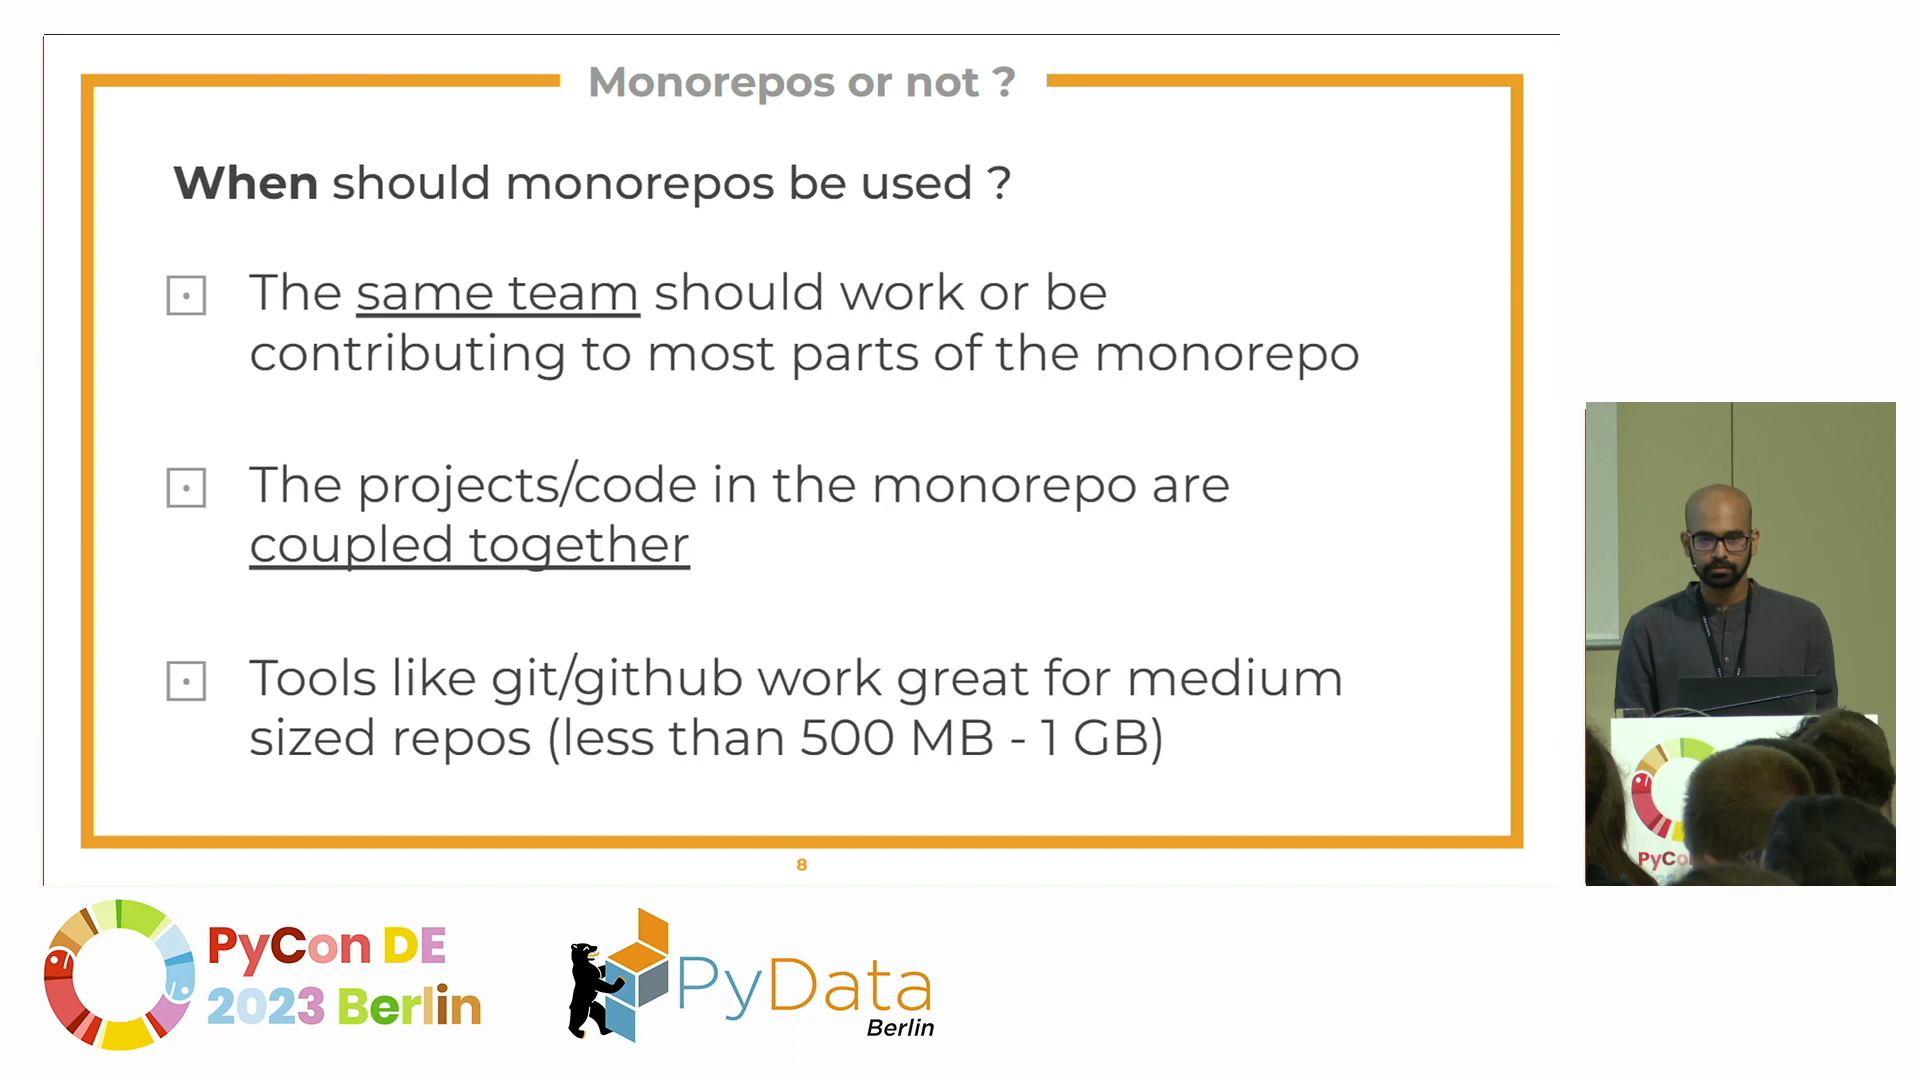 Monorepos or not ?
When should monorepos be used ?
The same team should work or be
contributing to most parts of the monorepo
The projects/code in the monorepo are
coupled together
Tools like git/github work great for medium
sized repos (less than 500 MB - 1 GB)
8
PyCon DE
2023 Berlin
PyData
Berlin